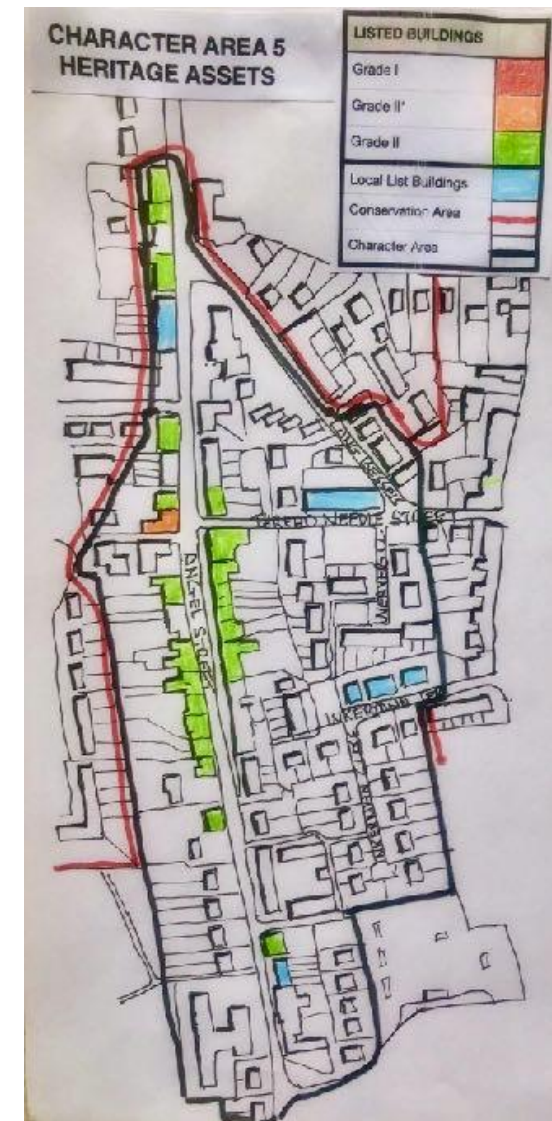 CHARACTER AREA 5
HERITAGE ASSETS
LISTED BUILDINGS
Grade I
Grade II*
Grade II
Local List Buildings
Conservation Area
Character Area
THREAD NEEDLE STREET
ANGEL STREET